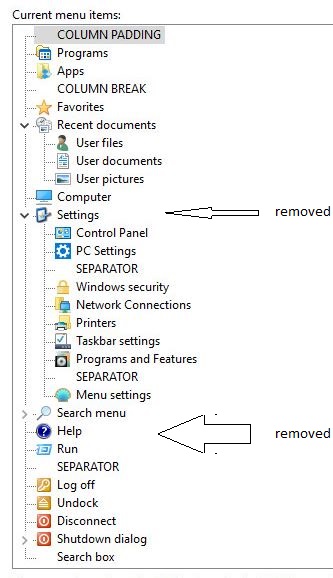 Current menu items:
COLUMN PADDING
Programs
Apps
COLUMN BREAK
Favorites
Recent documents
User files
User documents
User pictures
Computer
Settings removed
Control Panel
PC Settings
SEPARATOR
Windows security
Network Connections
Printers
Taskbar settings
Programs and Features
SEPARATOR
Menu settings
Search menu
Help removed
Run
SEPARATOR
Log off
Undock
Disconnect
Shutdown dialog
Search box